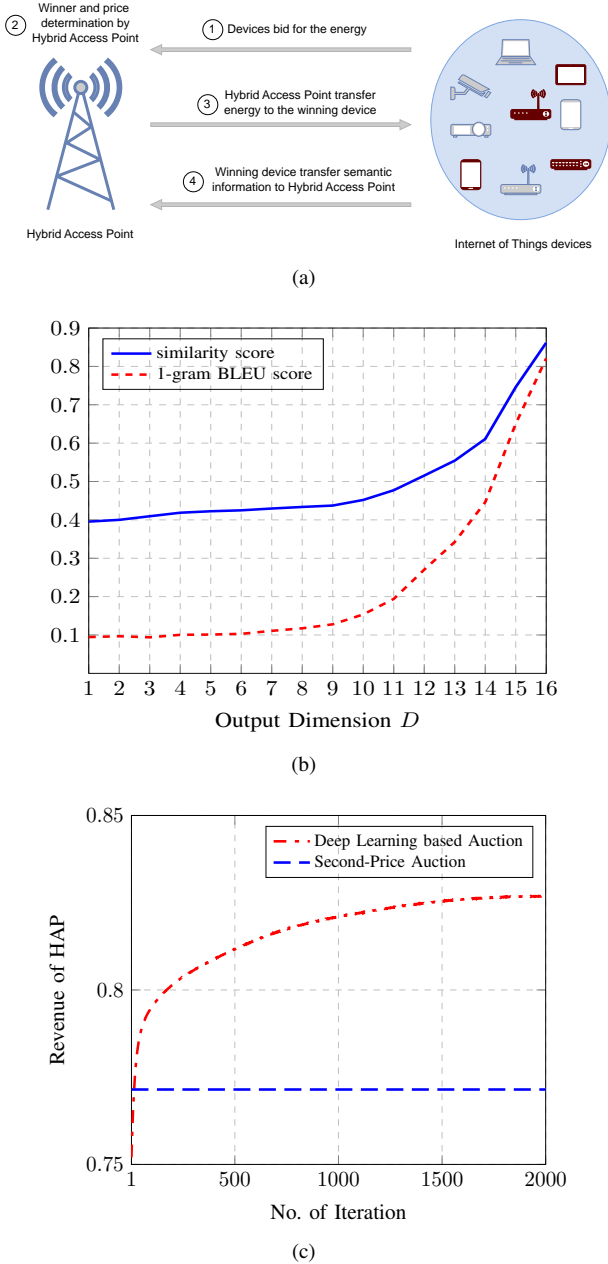 2
Winner and price
determination by
Hybrid Access Point
1 Devices bid for the energy
3 Hybrid Access Point transfer
energy to the winning device
4 Winning device transfer semantic
information to Hybrid Access Point
Hybrid Access Point
Internet of Things devices
(a)
0.9
0.8
0.7
0.6
0.5
0.4
0.3
0.2
0.1
similarity score
1-gram BLEU score
1 2 3 4 5 6 7 8 9 10 11 12 13 14 15 16
Output Dimension D
(b)
0.85
0.8
0.75
Revenue of HAP
Deep Learning based Auction
Second-Price Auction
1 500 1000 1500 2000
No. of Iteration
(c)